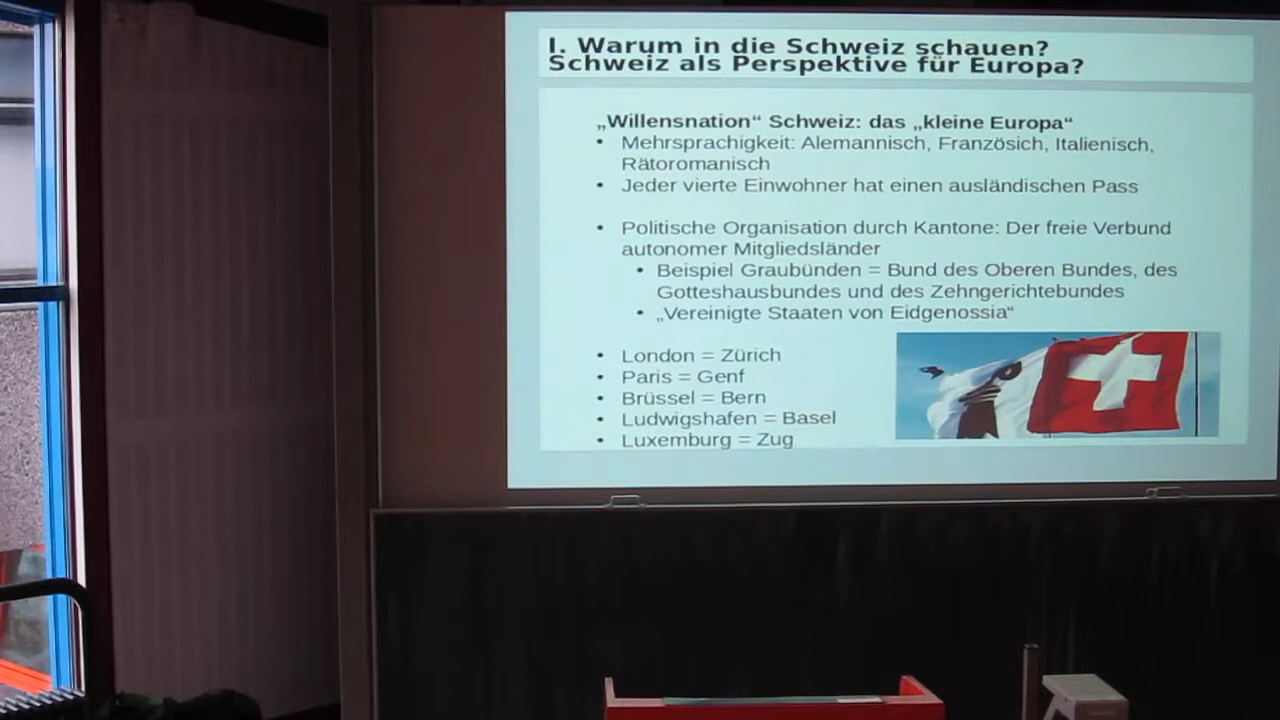 I. Warum in die Schweiz schauen?
Schweiz als Perspektive für Europa?
„Willensnation“ Schweiz: das „kleine Europa“
• Mehrsprachigkeit: Alemannisch, Französich, Italienisch,
Rätoromanisch
• Jeder vierte Einwohner hat einen ausländischen Pass
• Politische Organisation durch Kantone: Der freie Verbund
autonomer Mitgliedsländer
• Beispiel Graubünden = Bund des Oberen Bundes, des
Gotteshausbundes und des Zehngerichtebundes
• „Vereinigte Staaten von Eidgenossia“
• London = Zürich
• Paris = Genf
• Brüssel = Bern
• Ludwigshafen = Basel
• Luxemburg = Zug